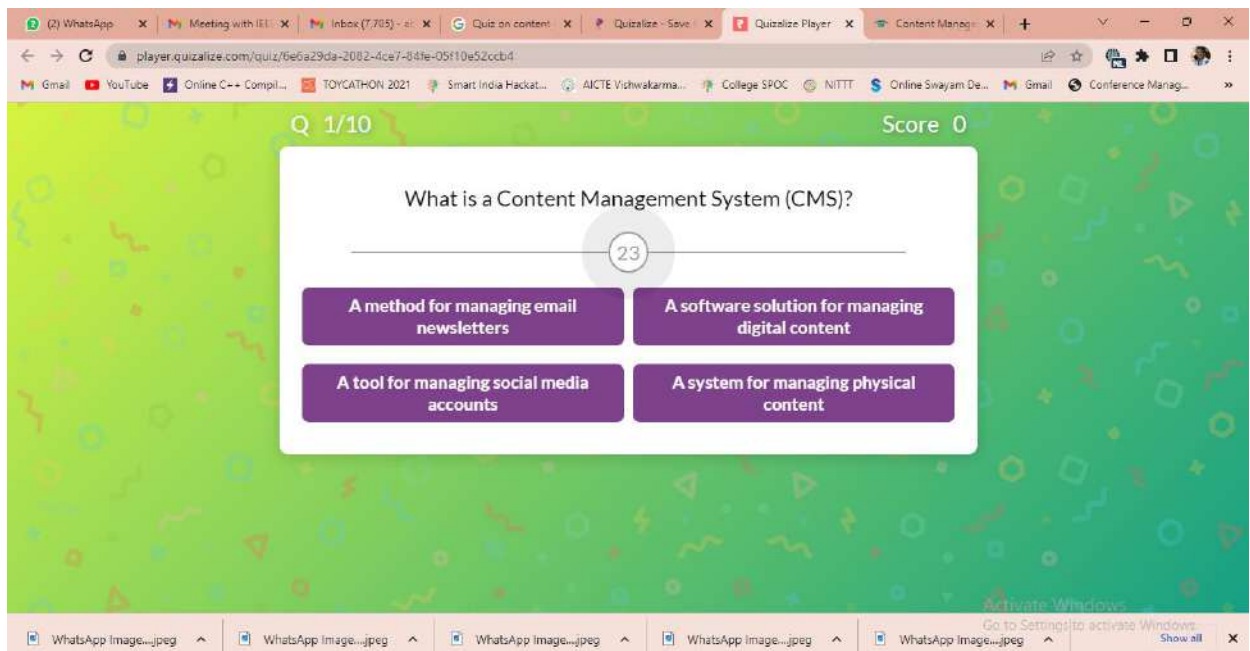 (2) WhatsApp
Meeting with IEE
Inbox (7,705) - a
Quiz on content
Quizalize - Save
Quizalize Player
Content Manage
player.quizalize.com/quiz/6e6a29da-2082-4ce7-84fe-05f10e52ccb4
Gmail YouTube Online C++ Compil... TOYCATHON 2021 Smart India Hackat... AICTE Vishwakarma... College SPOC NITTT Online Swayam De... Gmail Conference Manag... »
Q 1/10 Score 0
What is a Content Management System (CMS)?
23
A method for managing email
newsletters
A software solution for managing
digital content
A tool for managing social media
accounts
A system for managing physical
content
Activate Windows
Go to Settings to activate Windows.
WhatsApp Image....jpeg WhatsApp Image....jpeg WhatsApp Image....jpeg WhatsApp Image....jpeg WhatsApp Image....jpeg Show all